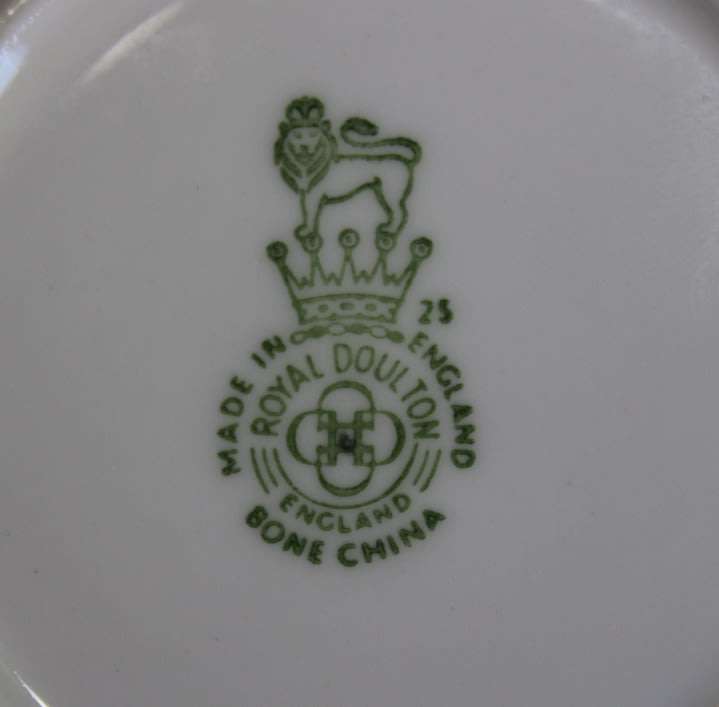 25
MADE IN ENGLAND
ROYAL DOULTON
ENGLAND
BONE CHINA